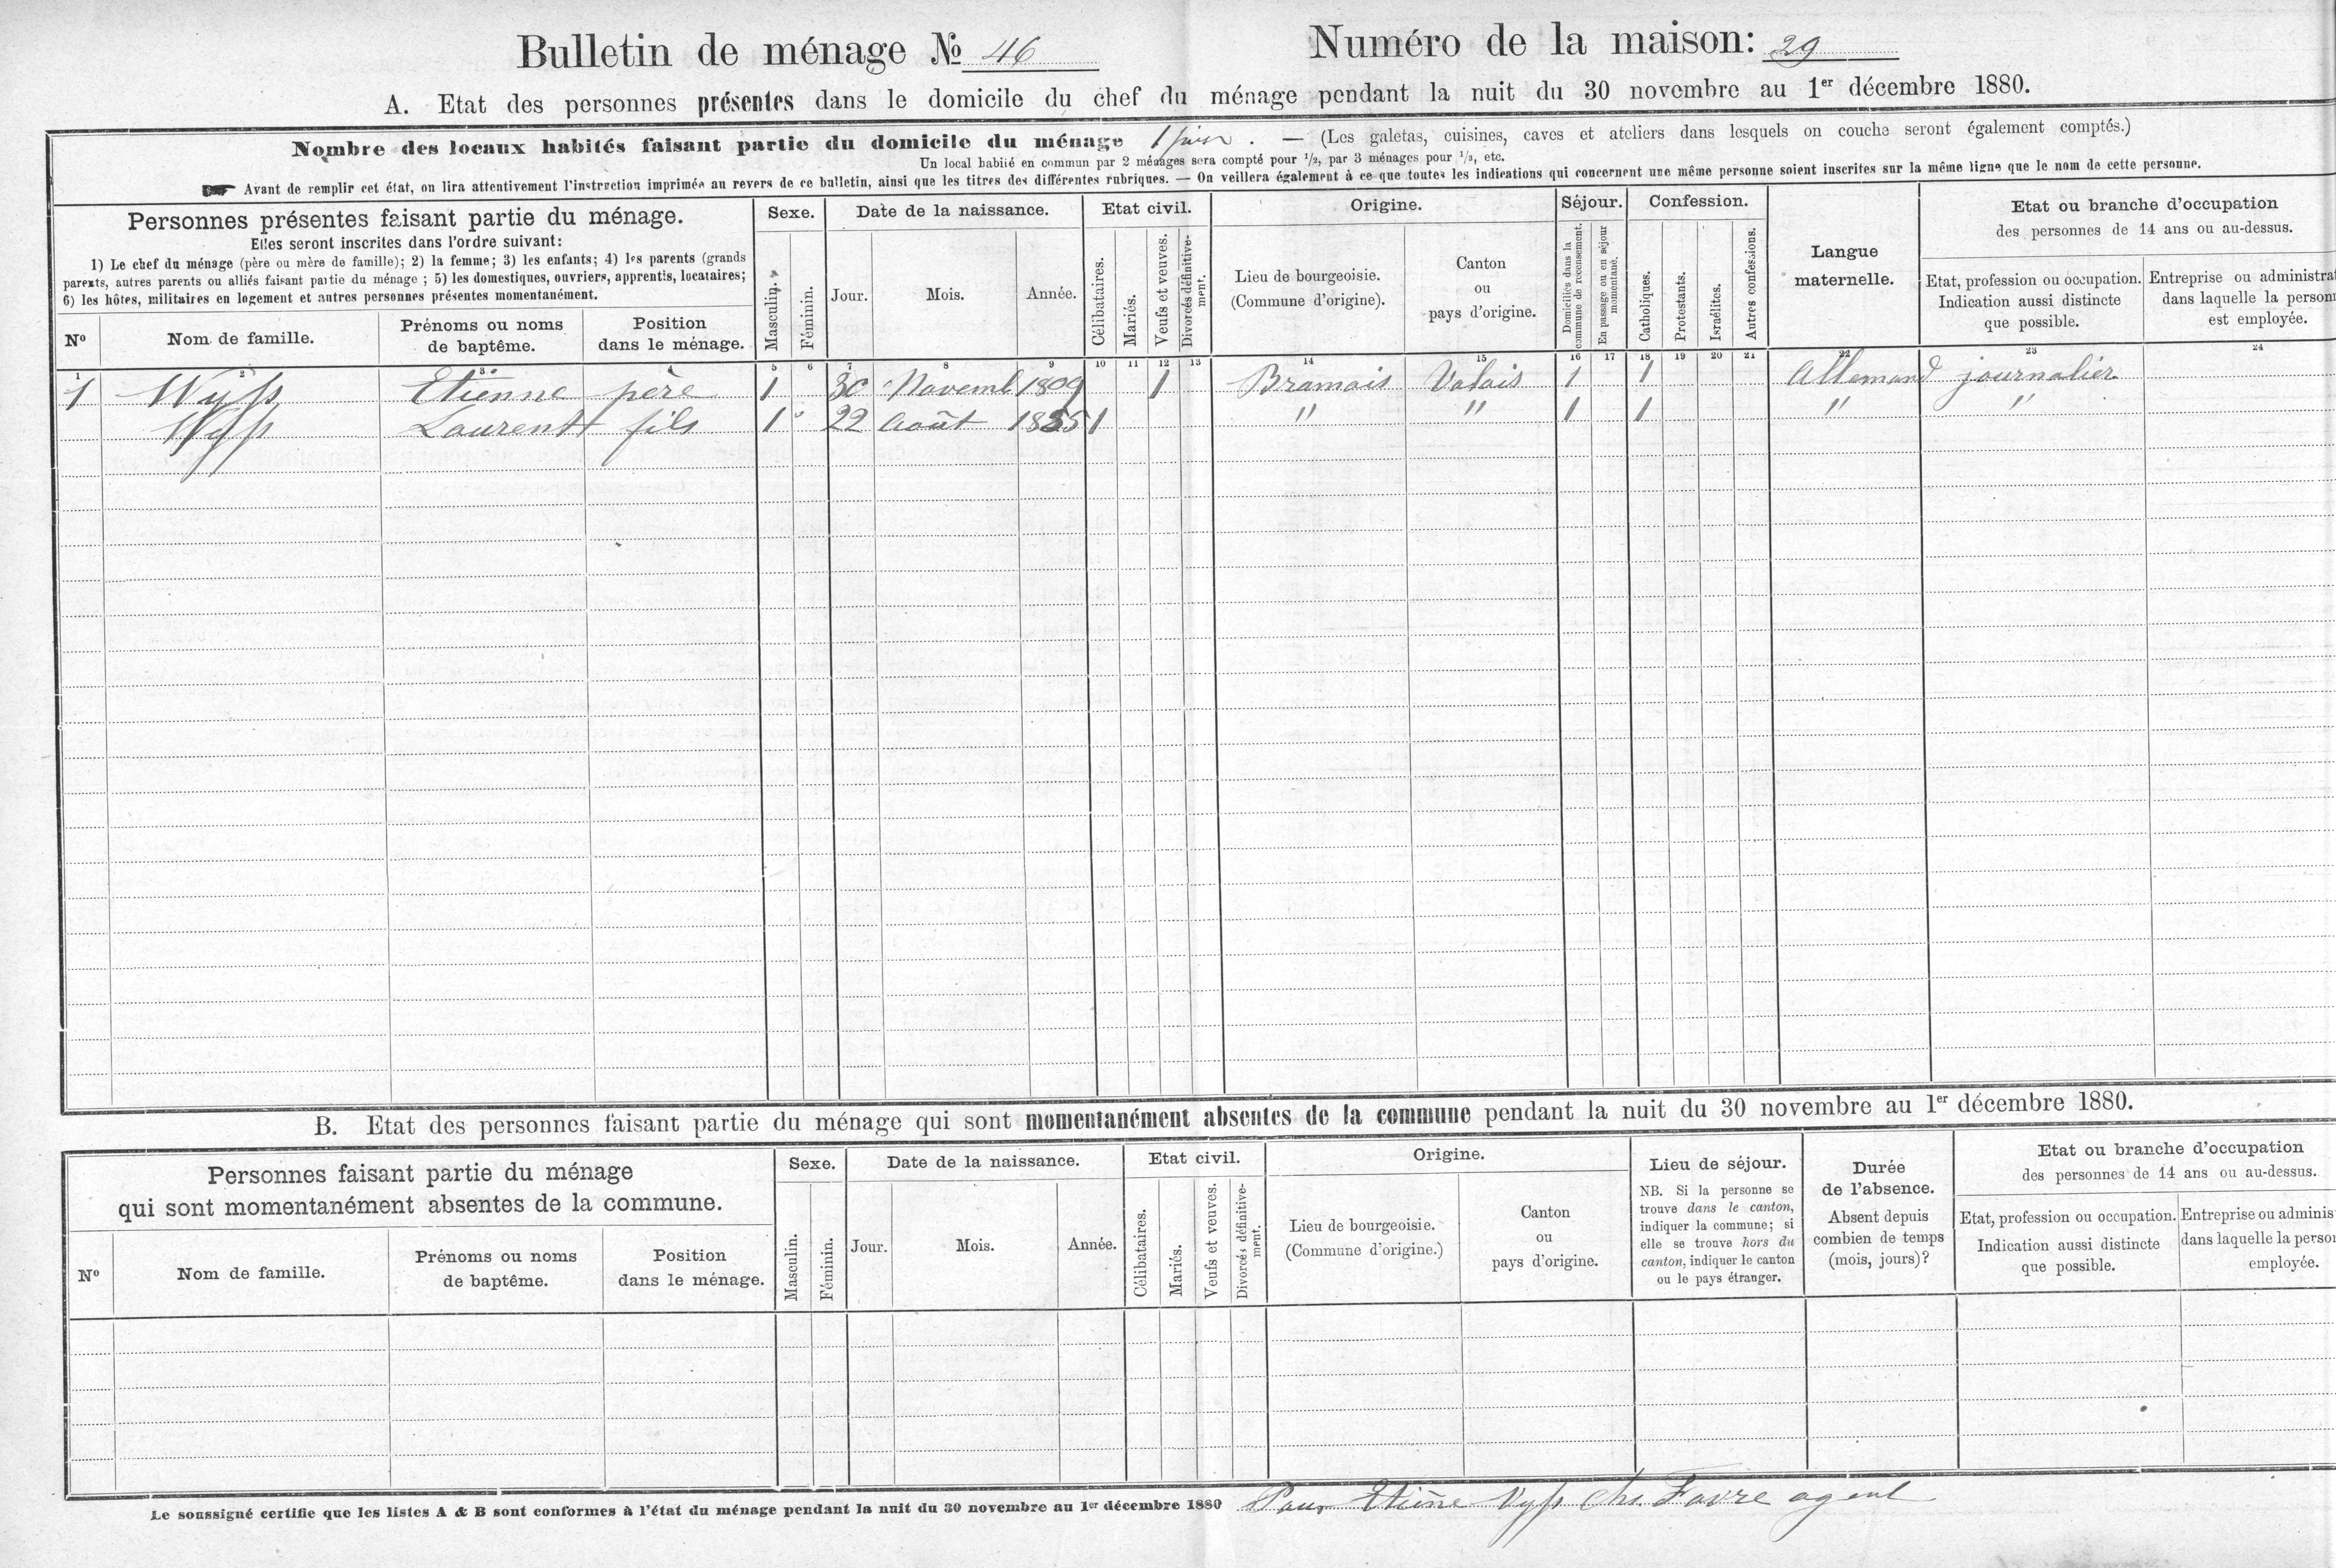 Bulletin de ménage № 46 Numéro de la maison: 29
A. Etat des personnes présentes dans le domicile du chef du ménage pendant la nuit du 30 novembre au 1er décembre 1880.
Nombre des locaux habités faisant partie du domicile du ménage 1 . — (Les galetas, cuisines, caves et ateliers dans lesquels on couche seront également comptés.)
Un local habité en commun par 2 ménages sera compté pour 1/2, par 3 ménages pour 1/3, etc.
Avant de remplir cet état, on lira attentivement l'instruction imprimée au revers de ce bulletin, ainsi que les titres des différentes rubriques. — On veillera également à ce que toutes les indications qui concernent une même personne soient inscrites sur la même ligne que le nom de cette personne.
Personnes présentes faisant partie du ménage.
Elles seront inscrites dans l'ordre suivant:
1) Le chef du ménage (père ou mère de famille); 2) la femme; 3) les enfants; 4) les parents (grands
parents, autres parents ou alliés faisant partie du ménage ; 5) les domestiques, ouvriers, apprentis, locataires;
6) les hôtes, militaires en logement et autres personnes présentes momentanément.
Nº
Nom de famille.
Prénoms ou noms
de baptême.
Position
dans le ménage.
Sexe.
Masculin.
Féminin.
Date de la naissance.
Jour.
Mois.
Année.
Etat civil.
Célibataires.
Mariés.
Veufs et veuves.
Divorcés définitive-
ment.
Origine.
Lieu de bourgeoisie.
(Commune d'origine).
Canton
ou
pays d'origine.
Séjour.
Domiciliés dans la
commune de recensement.
En passage ou en séjour
momentané.
Confession.
Catholiques.
Protestants.
Israélites.
Autres confessions.
Langue
maternelle.
Etat ou branche d'occupation
des personnes de 14 ans ou au-dessus.
Etat, profession ou occupation.
Indication aussi distincte
que possible.
Entreprise ou administra
dans laquelle la person
est employée.
1 2 3 5 6 7 8 9 10 11 12 13 14 15 16 17 18 19 20 21 22 23 24
1 Wyß Etienne père 1 30 Novemb 1809 1 Bramois Valais 1 1 Allemand journalier
Wyß Laurent fils 1 22 Août 1855 1 " " 1 1 " "
B. Etat des personnes faisant partie du ménage qui sont momentanément absentes de la commune pendant la nuit du 30 novembre au 1er décembre 1880.
Personnes faisant partie du ménage
qui sont momentanément absentes de la commune.
Nº
Nom de famille.
Prénoms ou noms
de baptême.
Position
dans le ménage.
Sexe.
Masculin.
Féminin.
Date de la naissance.
Jour.
Mois.
Année.
Etat civil.
Célibataires.
Mariés.
Veufs et veuves.
Divorcés définitive-
ment.
Origine.
Lieu de bourgeoisie.
(Commune d'origine.)
Canton
ou
pays d'origine.
Lieu de séjour.
NB. Si la personne se
trouve dans le canton,
indiquer la commune; si
elle se trouve hors du
canton, indiquer le canton
ou le pays étranger.
Durée
de l'absence.
Absent depuis
combien de temps
(mois, jours)?
Etat ou branche d'occupation
des personnes de 14 ans ou au-dessus.
Etat, profession ou occupation.
Indication aussi distincte
que possible.
Entreprise ou adminis
dans laquelle la perso
employée.
Le soussigné certifie que les listes A & B sont conformes à l'état du ménage pendant la nuit du 30 novembre au 1er décembre 1880 Pour Etiene Vyß Chs Favre agent